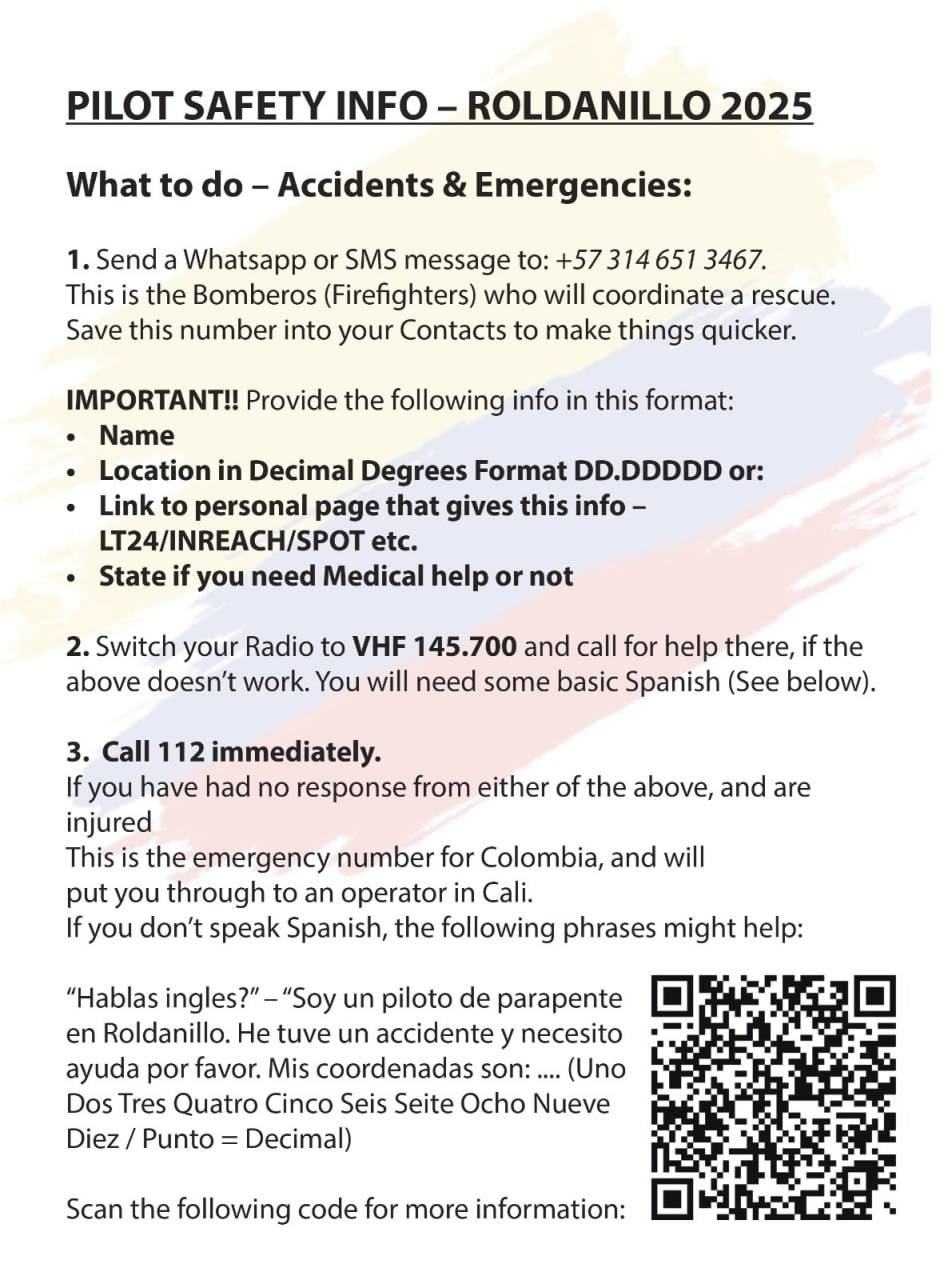 PILOT SAFETY INFO – ROLDANILLO 2025
What to do – Accidents & Emergencies:
1. Send a Whatsapp or SMS message to: +57 314 651 3467.
This is the Bomberos (Firefighters) who will coordinate a rescue.
Save this number into your Contacts to make things quicker.
IMPORTANT!! Provide the following info in this format:
• Name
• Location in Decimal Degrees Format DD.DDDDD or:
• Link to personal page that gives this info –
LT24/INREACH/SPOT etc.
• State if you need Medical help or not
2. Switch your Radio to VHF 145.700 and call for help there, if the
above doesn’t work. You will need some basic Spanish (See below).
3. Call 112 immediately.
If you have had no response from either of the above, and are
injured
This is the emergency number for Colombia, and will
put you through to an operator in Cali.
If you don’t speak Spanish, the following phrases might help:
“Hablas ingles?” – “Soy un piloto de parapente
en Roldanillo. He tuve un accidente y necesito
ayuda por favor. Mis coordenadas son: .... (Uno
Dos Tres Quatro Cinco Seis Seite Ocho Nueve
Diez / Punto = Decimal)
Scan the following code for more information: